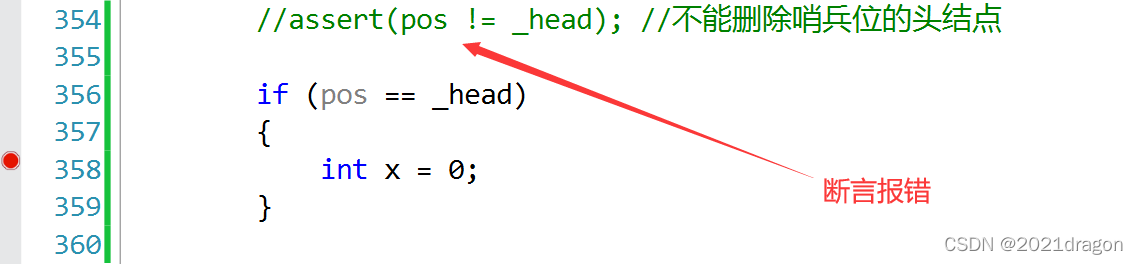 354 //assert(pos != _head); //不能删除哨兵位的头结点
355
356 if (pos == _head)
357 {
358 int x = 0;
359 }
断言报错
360
CSDN @2021dragon